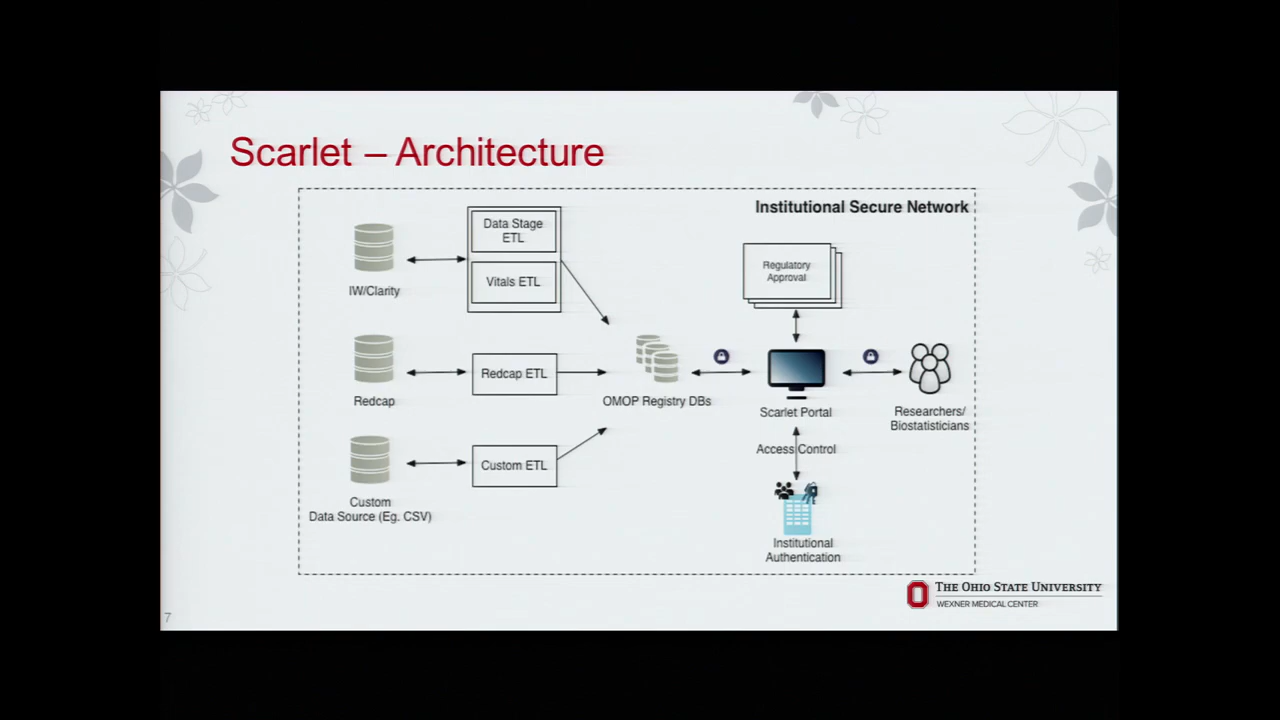 Scarlet – Architecture
Institutional Secure Network
Data Stage
ETL
Vitals ETL
IW/Clarity
Regulatory
Approval
Redcap ETL
Redcap
OMOP Registry DBs
Scarlet Portal
Researchers/
Biostatisticians
Access Control
Custom ETL
Custom
Data Source (Eg. CSV)
Institutional
Authentication
THE OHIO STATE UNIVERSITY
WEXNER MEDICAL CENTER
7